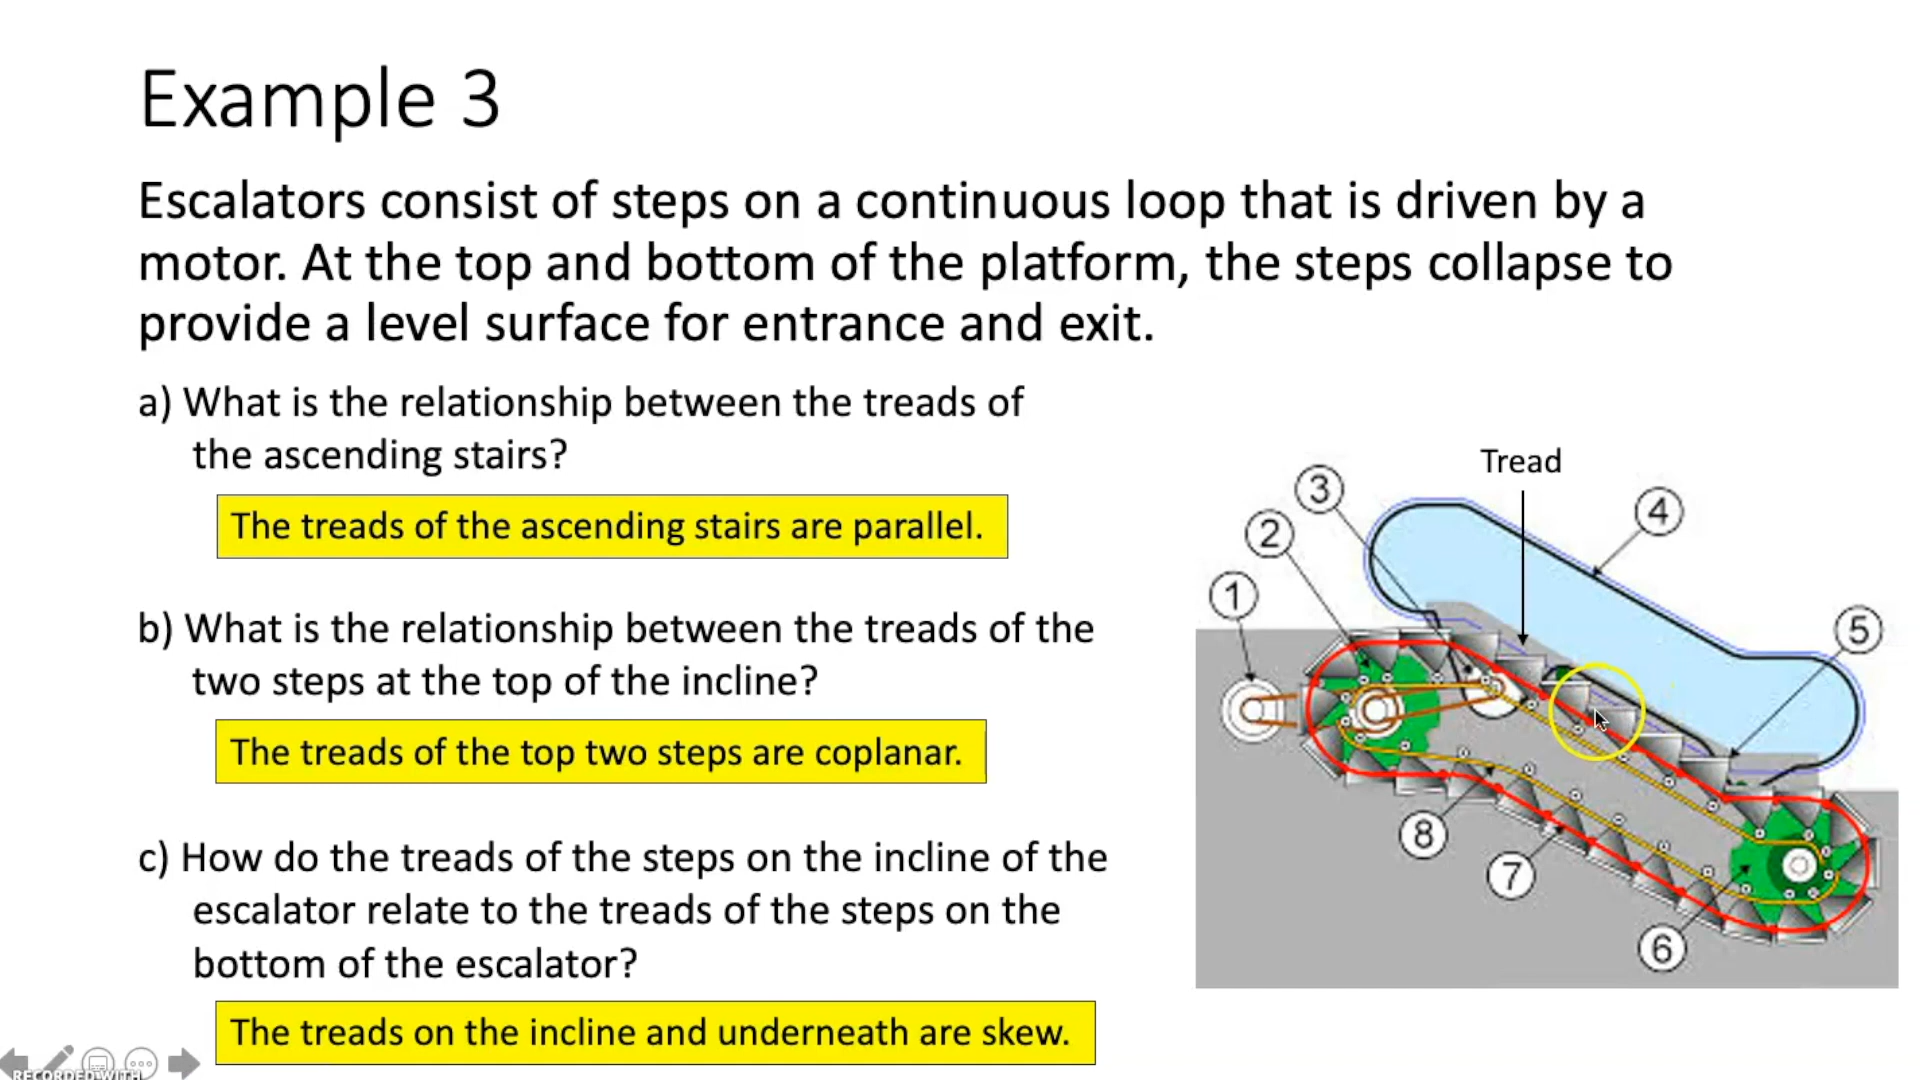 Example 3
Escalators consist of steps on a continuous loop that is driven by a
motor. At the top and bottom of the platform, the steps collapse to
provide a level surface for entrance and exit.
a) What is the relationship between the treads of
the ascending stairs?
The treads of the ascending stairs are parallel.
b) What is the relationship between the treads of the
two steps at the top of the incline?
The treads of the top two steps are coplanar.
c) How do the treads of the steps on the incline of the
escalator relate to the treads of the steps on the
bottom of the escalator?
The treads on the incline and underneath are skew.
Tread
3
4
2
1
5
8
7
6
RECORDED WITH